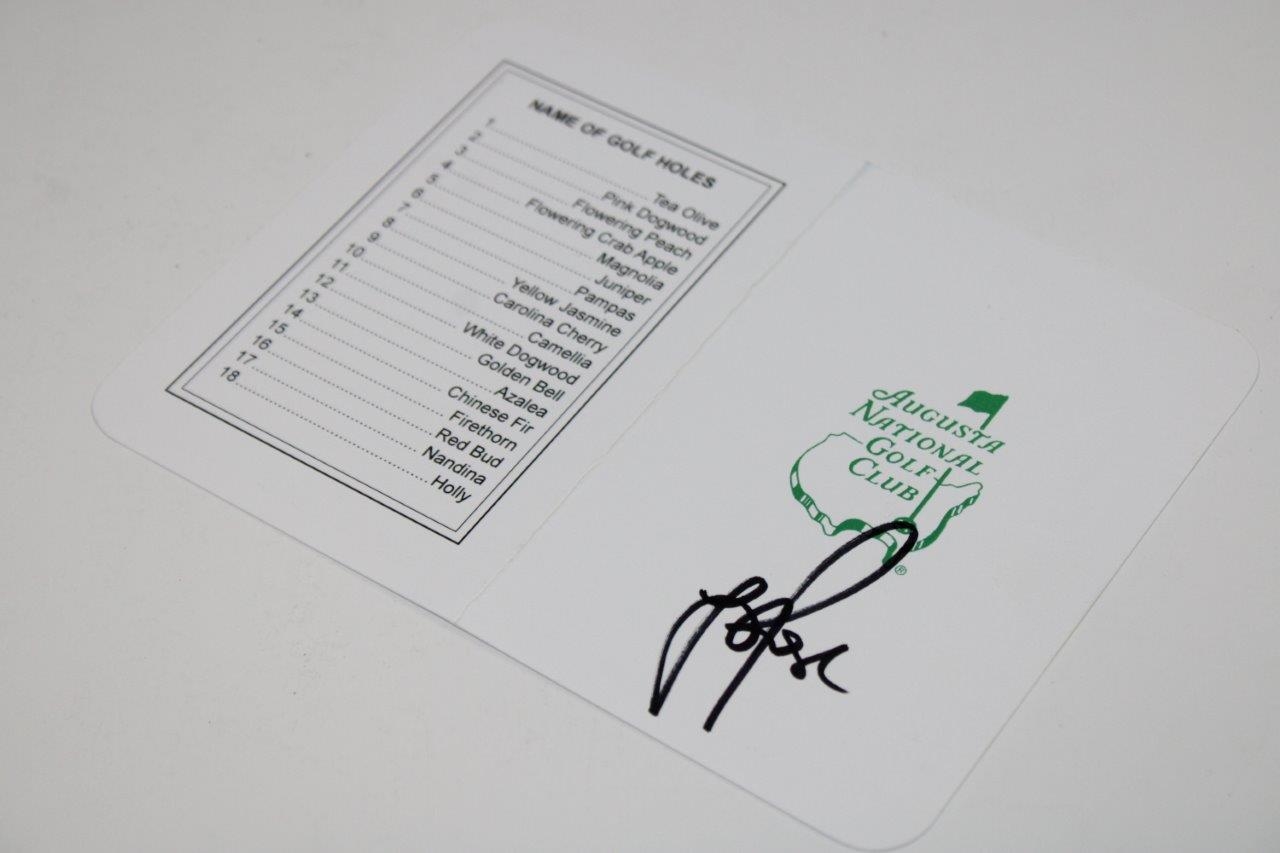 NAME OF GOLF HOLES
1 ........ Tea Olive
2 ........ Pink Dogwood
3 ........ Flowering Peach
4 ........ Flowering Crab Apple
5 ........ Magnolia
6 ........ Juniper
7 ........ Pampas
8 ........ Yellow Jasmine
9 ........ Carolina Cherry
10 ........ Camellia
11 ........ White Dogwood
12 ........ Golden Bell
13 ........ Azalea
14 ........ Chinese Fir
15 ........ Firethorn
16 ........ Red Bud
17 ........ Nandina
18 ........ Holly
AUGUSTA
NATIONAL
GOLF
CLUB
®